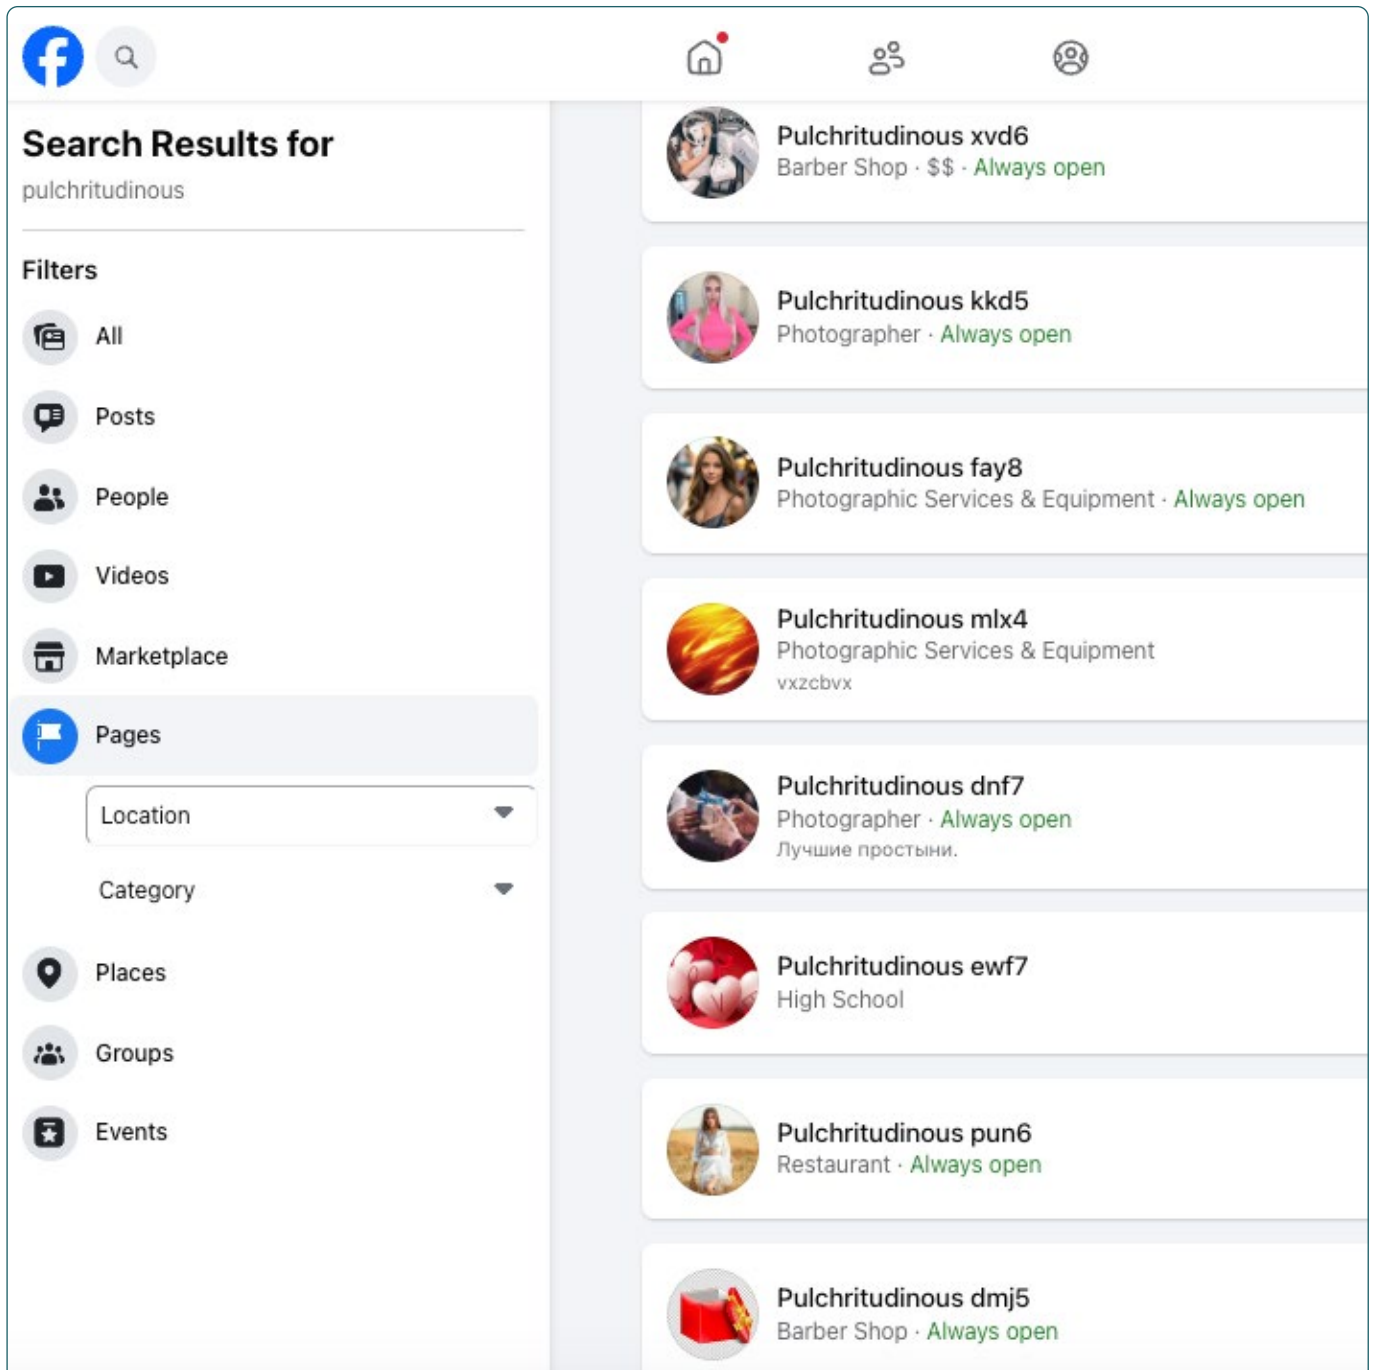 Search Results for
pulchritudinous
Filters
All
Posts
People
Videos
Marketplace
Pages
Location
Category
Places
Groups
Events
Pulchritudinous xvd6
Barber Shop · $$ · Always open
Pulchritudinous kkd5
Photographer · Always open
Pulchritudinous fay8
Photographic Services & Equipment · Always open
Pulchritudinous mlx4
Photographic Services & Equipment
vxzcbvx
Pulchritudinous dnf7
Photographer · Always open
Лучшие простыни.
Pulchritudinous ewf7
High School
Pulchritudinous pun6
Restaurant · Always open
Pulchritudinous dmj5
Barber Shop · Always open